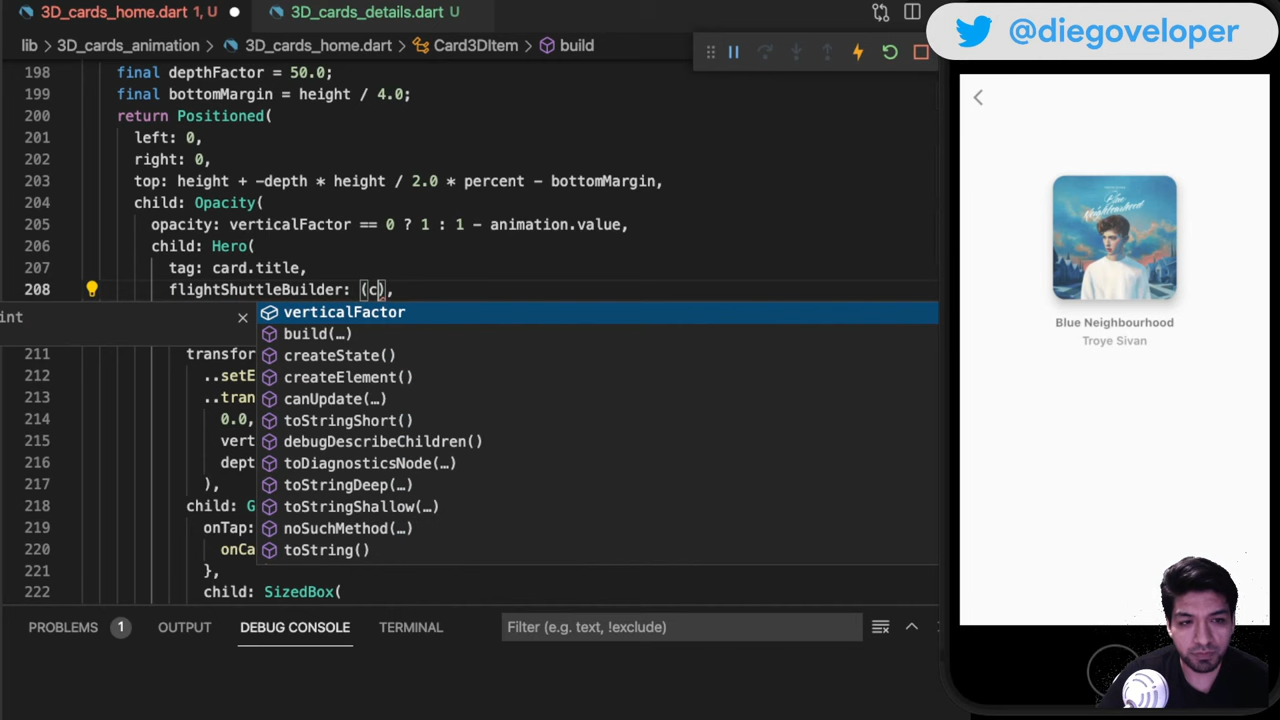 3D_cards_home.dart 1, U
3D_cards_details.dart U
@diegoveloper
lib > 3D_cards_animation > 3D_cards_home.dart > Card3DItem > build
198 final depthFactor = 50.0;
199 final bottomMargin = height / 4.0;
200 return Positioned(
201 left: 0,
202 right: 0,
203 top: height + -depth * height / 2.0 * percent - bottomMargin,
204 child: Opacity(
205 opacity: verticalFactor == 0 ? 1 : 1 - animation.value,
206 child: Hero(
207 tag: card.title,
208 flightShuttleBuilder: (c),
int
verticalFactor
build(…)
createState()
createElement()
canUpdate(…)
toStringShort()
debugDescribeChildren()
toDiagnosticsNode(…)
toStringDeep(…)
toStringShallow(…)
noSuchMethod(…)
toString()
211 transfor
212 ..setE
213 ..tran
214 0.0,
215 vert
216 dept
217 ),
218 child: G
219 onTap:
220 onCa
221 },
222 child: SizedBox(
PROBLEMS 1 OUTPUT DEBUG CONSOLE TERMINAL Filter (e.g. text, !exclude)
Blue
Neighbourhood
Blue Neighbourhood
Troye Sivan